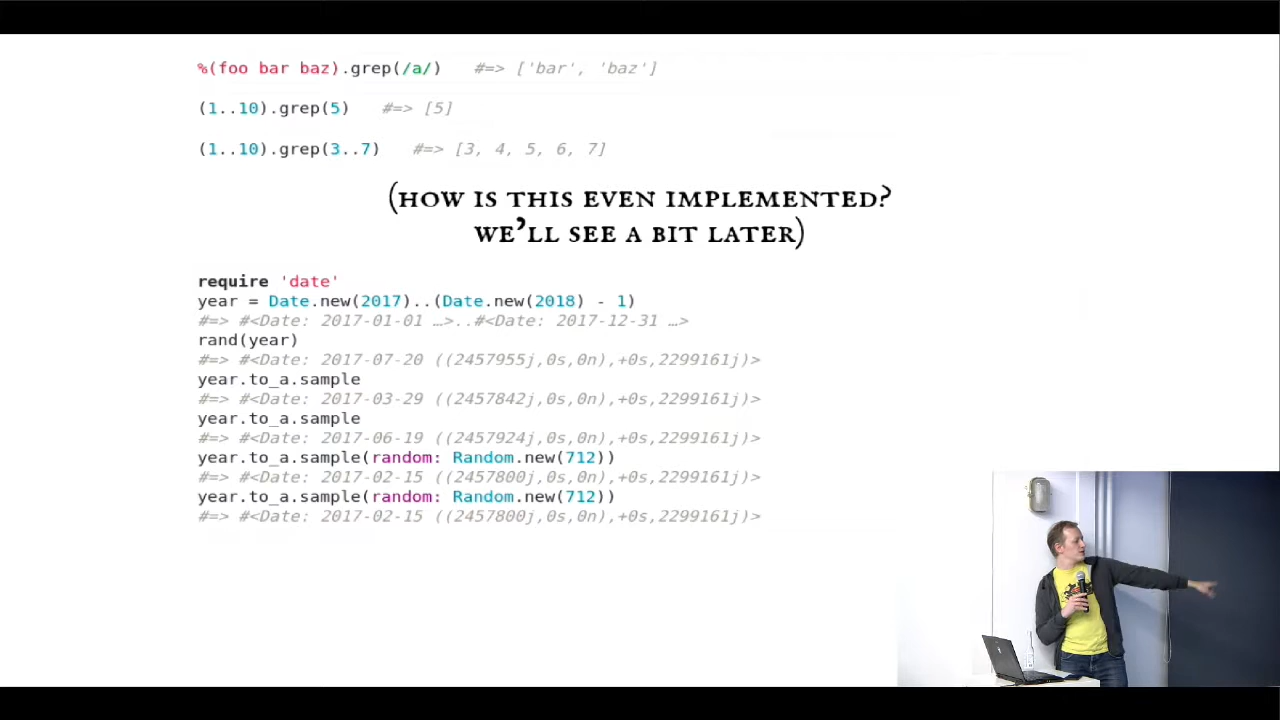 %(foo bar baz).grep(/a/) #=> ['bar', 'baz']
(1..10).grep(5) #=> [5]
(1..10).grep(3..7) #=> [3, 4, 5, 6, 7]
(HOW IS THIS EVEN IMPLEMENTED?
WE'LL SEE A BIT LATER)
require 'date'
year = Date.new(2017)..(Date.new(2018) - 1)
#=> #<Date: 2017-01-01 …>..#<Date: 2017-12-31 …>
rand(year)
#=> #<Date: 2017-07-20 ((2457955j,0s,0n),+0s,2299161j)>
year.to_a.sample
#=> #<Date: 2017-03-29 ((2457842j,0s,0n),+0s,2299161j)>
year.to_a.sample
#=> #<Date: 2017-06-19 ((2457924j,0s,0n),+0s,2299161j)>
year.to_a.sample(random: Random.new(712))
#=> #<Date: 2017-02-15 ((2457800j,0s,0n),+0s,2299161j)>
year.to_a.sample(random: Random.new(712))
#=> #<Date: 2017-02-15 ((2457800j,0s,0n),+0s,2299161j)>